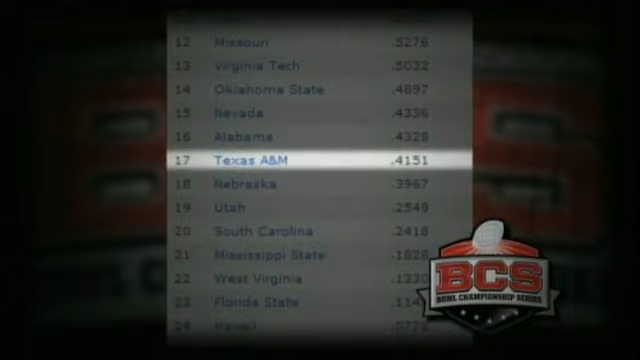 12 Missouri .5276
13 Virginia Tech .5032
14 Oklahoma State .4897
15 Nevada .4336
16 Alabama .4328
17 Texas A&M .4151
18 Nebraska .3967
19 Utah .2549
20 South Carolina .2418
21 Mississippi State .1828
22 West Virginia .1330
23 Florida State
24 Hawaii .0778
BCS
BOWL CHAMPIONSHIP SERIES